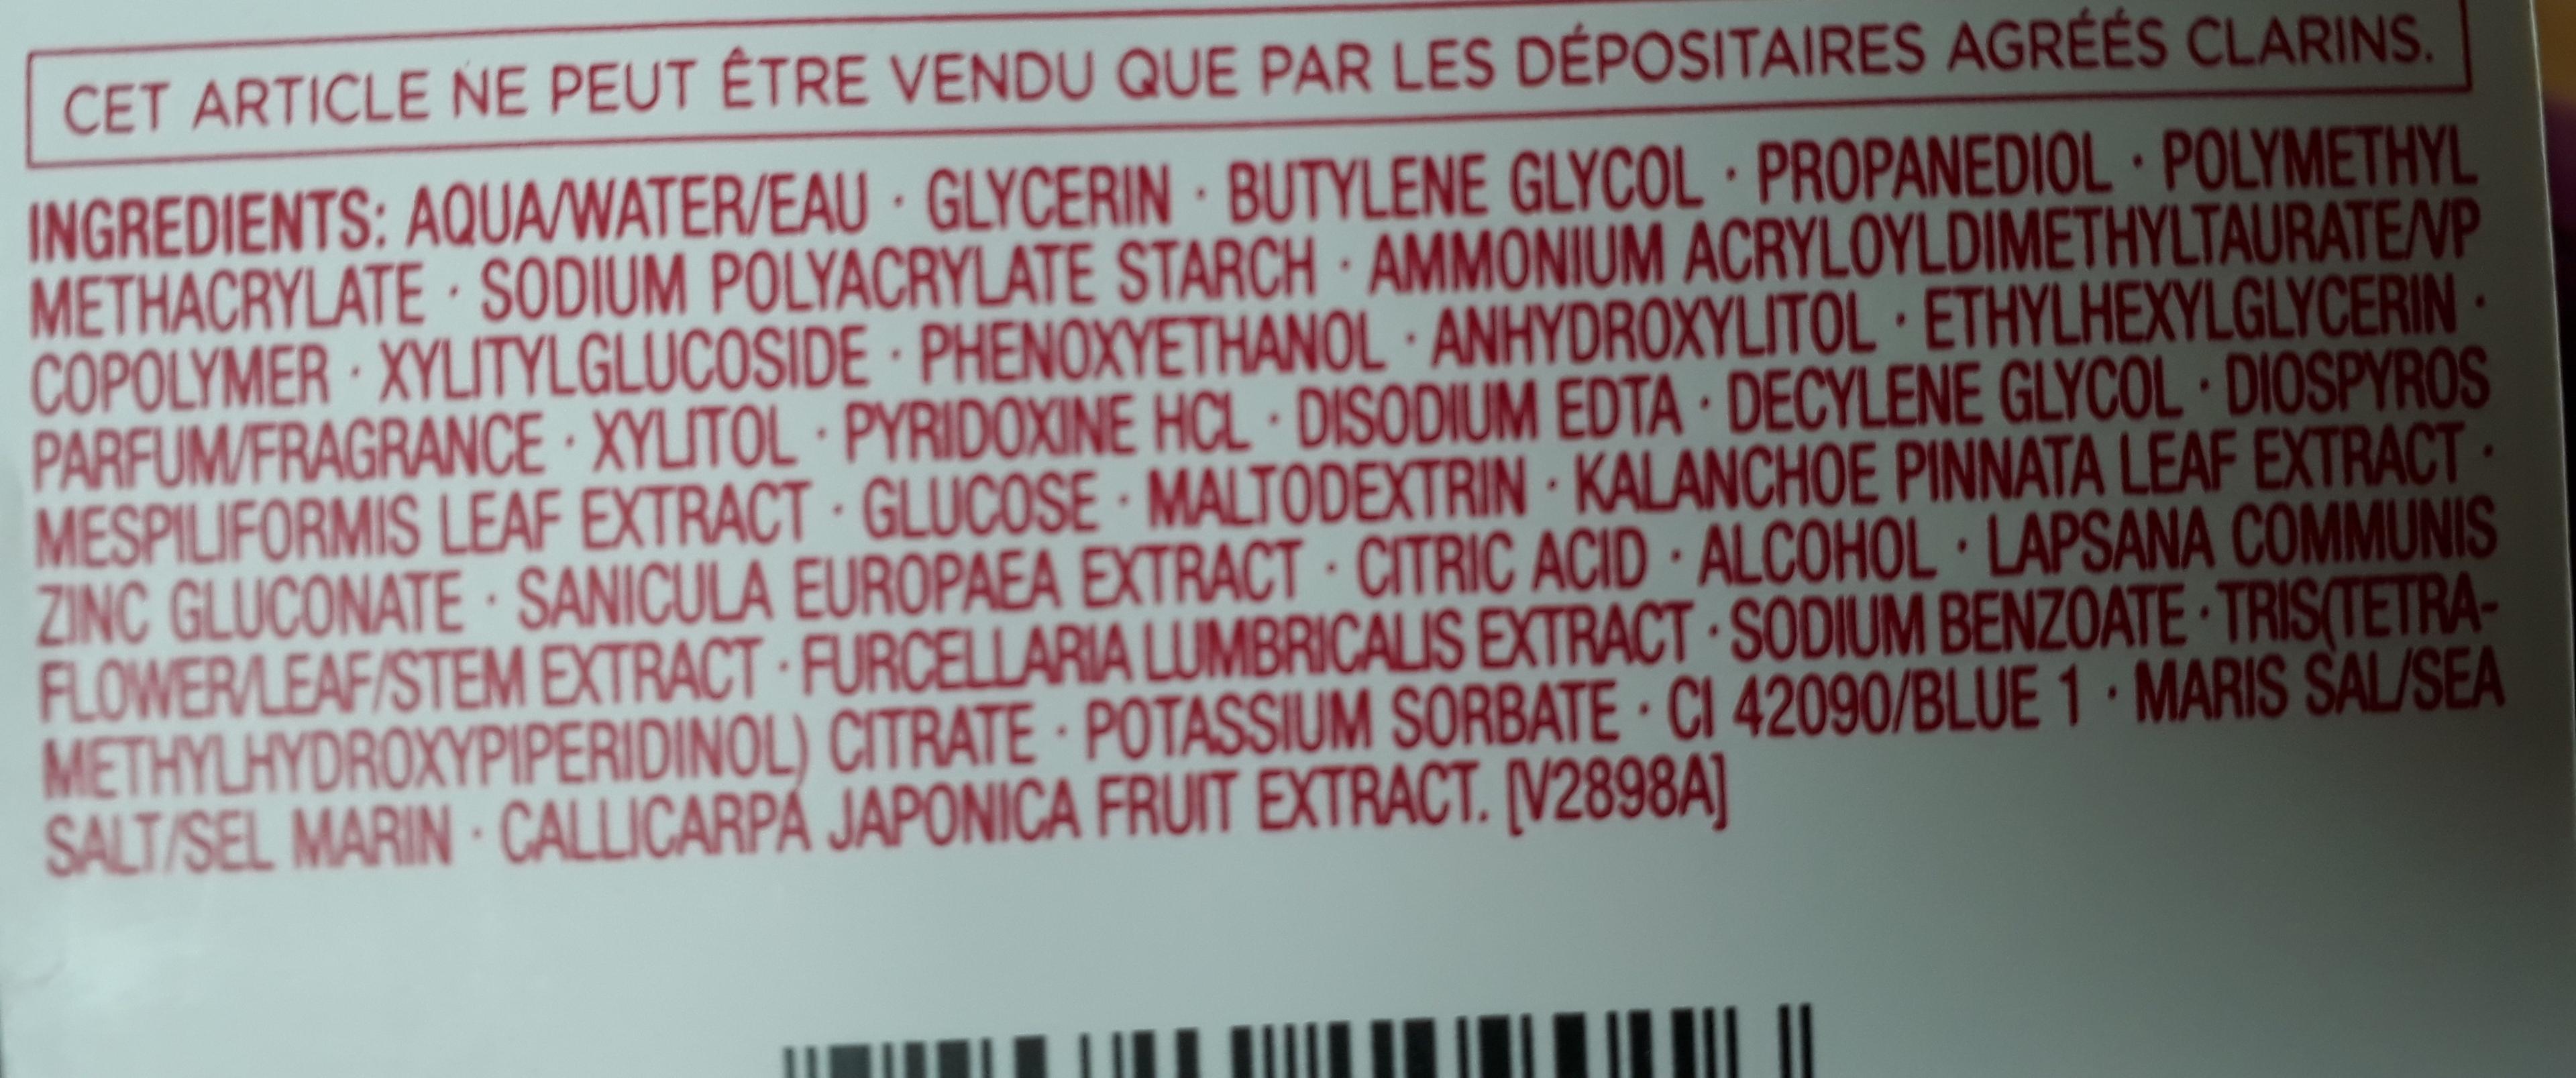 CET ARTICLE NE PEUT ÊTRE VENDU QUE PAR LES DÉPOSITAIRES AGRÉÉS CLARINS.
INGREDIENTS: AQUA/WATER/EAU · GLYCERIN · BUTYLENE GLYCOL · PROPANEDIOL · POLYMETHYL
METHACRYLATE · SODIUM POLYACRYLATE STARCH · AMMONIUM ACRYLOYLDIMETHYLTAURATE/VP
COPOLYMER · XYLITYLGLUCOSIDE · PHENOXYETHANOL · ANHYDROXYLITOL · ETHYLHEXYLGLYCERIN ·
PARFUM/FRAGRANCE · XYLITOL · PYRIDOXINE HCL · DISODIUM EDTA · DECYLENE GLYCOL · DIOSPYROS
MESPILIFORMIS LEAF EXTRACT · GLUCOSE · MALTODEXTRIN · KALANCHOE PINNATA LEAF EXTRACT ·
ZINC GLUCONATE · SANICULA EUROPAEA EXTRACT · CITRIC ACID · ALCOHOL · LAPSANA COMMUNIS
FLOWER/LEAF/STEM EXTRACT · FURCELLARIA LUMBRICALIS EXTRACT · SODIUM BENZOATE · TRIS(TETRA-
METHYLHYDROXYPIPERIDINOL) CITRATE · POTASSIUM SORBATE · CI 42090/BLUE 1 · MARIS SAL/SEA
SALT/SEL MARIN · CALLICARPA JAPONICA FRUIT EXTRACT. [V2898A]